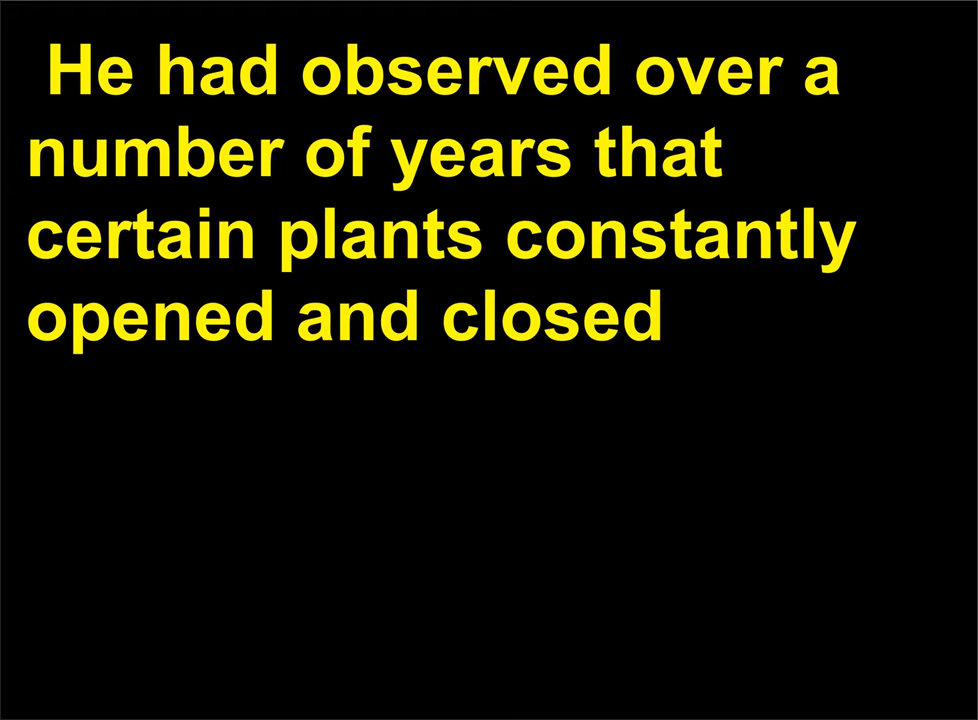 He had observed over a
number of years that
certain plants constantly
opened and closed